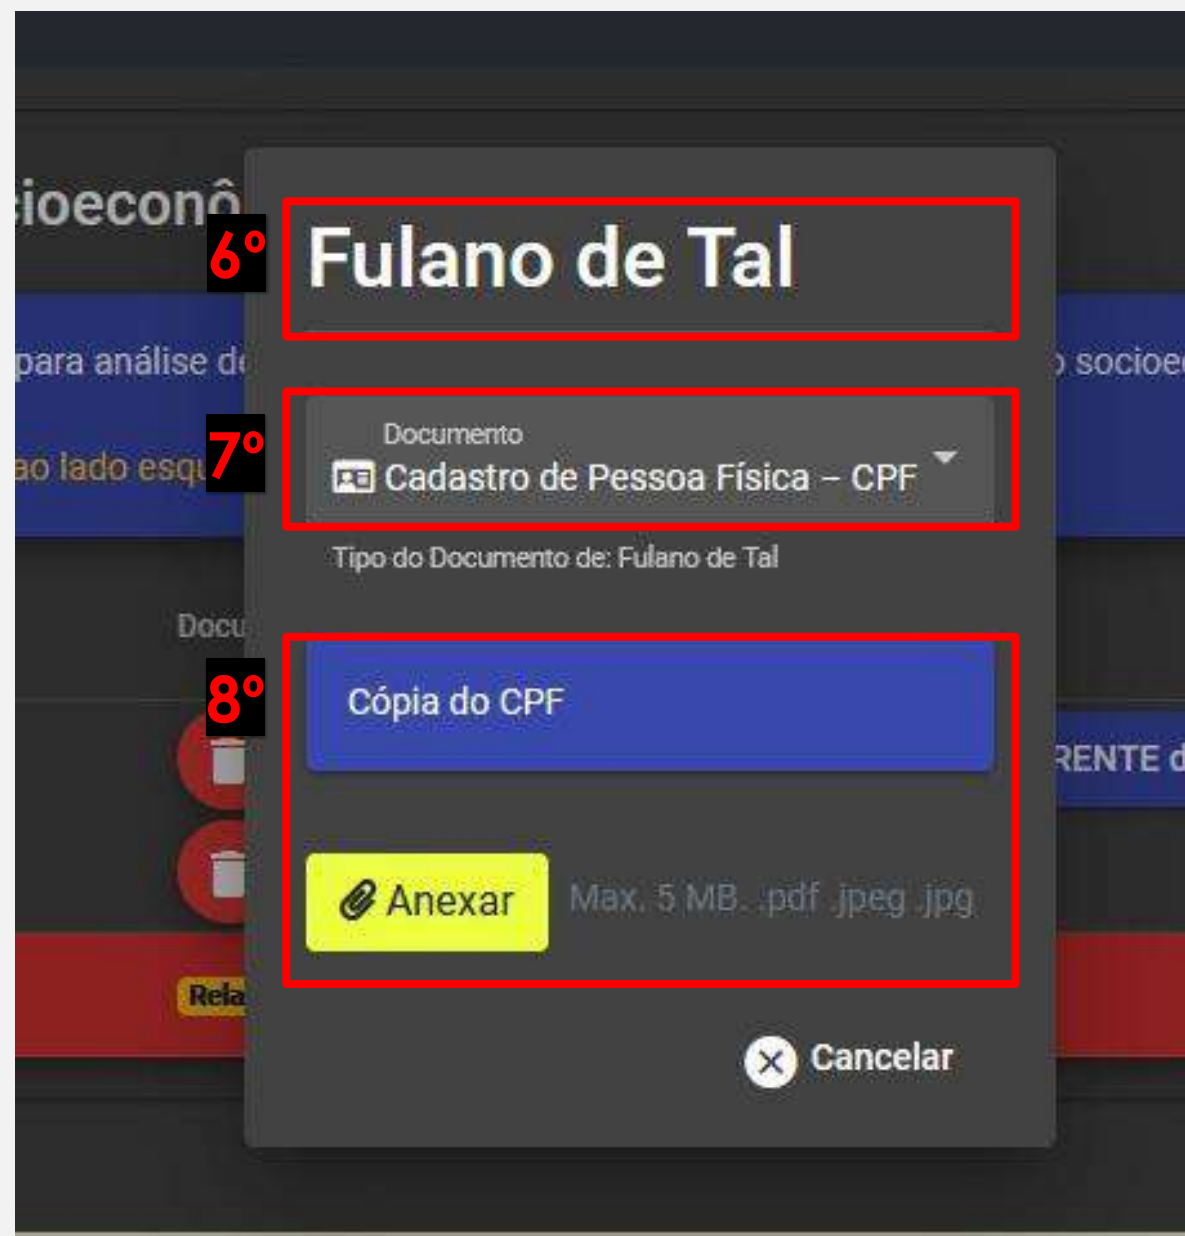 cioeconô
6º
Fulano de Tal
para análise de
socioe
7º
Documento
Cadastro de Pessoa Física – CPF
ao lado esqu
Tipo do Documento de: Fulano de Tal
Docu
8º
Cópia do CPF
RENTE d
Anexar Max. 5 MB. .pdf .jpeg .jpg
Rela
Cancelar